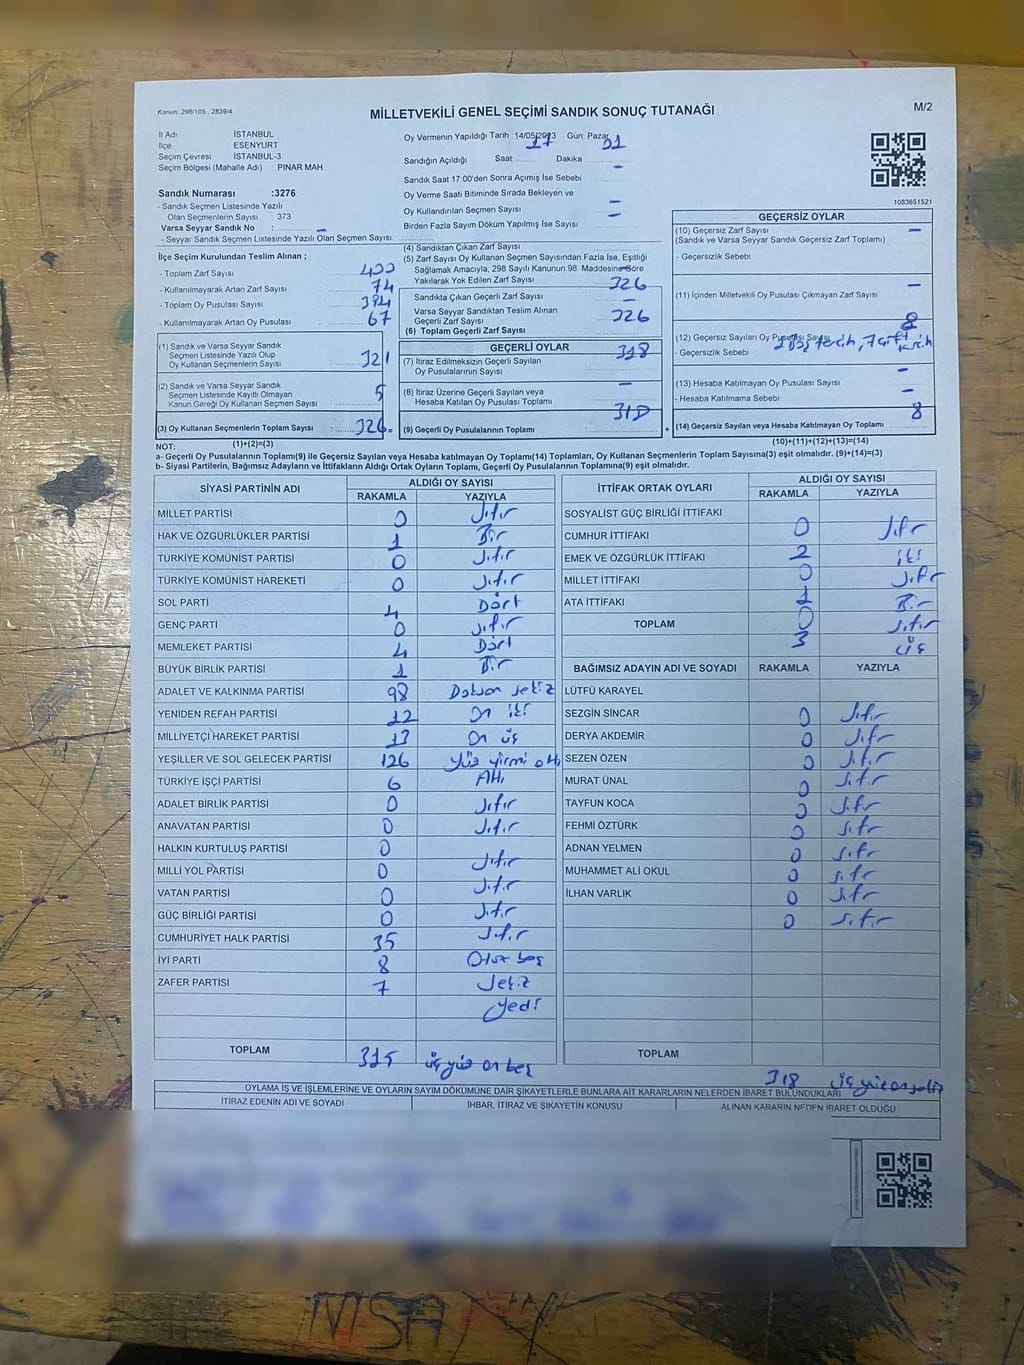 Kanun: 298/105 , 2839/4
MİLLETVEKİLİ GENEL SEÇİMİ SANDIK SONUÇ TUTANAĞI
M/2
İl Adı İSTANBUL
İlçe ESENYURT
Seçim Çevresi İSTANBUL-3
Seçim Bölgesi (Mahalle Adı) : PINAR MAH.
Sandık Numarası :3276
- Sandık Seçmen Listesinde Yazılı
Olan Seçmenlerin Sayısı : 373
Varsa Seyyar Sandık No : –
- Seyyar Sandık Seçmen Listesinde Yazılı Olan Seçmen Sayısı:
Oy Vermenin Yapıldığı Tarih :14/05/2023 Gün: Pazar
Sandığın Açıldığı Saat: 17 Dakika 01
Sandık Saat 17:00'den Sonra Açımış İse Sebebi –
Oy Verme Saati Bitiminde Sırada Bekleyen ve
Oy Kullandırılan Seçmen Sayısı –
Birden Fazla Sayım Döküm Yapılmış İse Sayısı –
1083651521
İlçe Seçim Kurulundan Teslim Alınan ;
- Toplam Zarf Sayısı 400
- Kullanılmayarak Artan Zarf Sayısı 74
- Toplam Oy Pusulası Sayısı 394
- Kullanılmayarak Artan Oy Pusulası 67
(1) Sandık ve Varsa Seyyar Sandık
Seçmen Listesinde Yazılı Olup
Oy Kullanan Seçmenlerin Sayısı 321
(2) Sandık ve Varsa Seyyar Sandık
Seçmen Listesinde Kayıtlı Olmayan
Kanun Gereği Oy Kullanan Seçmen Sayısı 5
(3) Oy Kullanan Seçmenlerin Toplam Sayısı 326 =
(4) Sandıktan Çıkan Zarf Sayısı
(5) Zarf Sayısı Oy Kullanan Seçmen Sayısından Fazla İse, Eşitliği
Sağlamak Amacıyla; 298 Sayılı Kanunun 98 Maddesine Göre
Yakılarak Yok Edilen Zarf Sayısı –
Sandıkta Çıkan Geçerli Zarf Sayısı 326
Varsa Seyyar Sandıktan Teslim Alınan
Geçerli Zarf Sayısı –
(6) Toplam Geçerli Zarf Sayısı 326
GEÇERLİ OYLAR
(7) İtiraz Edilmeksizin Geçerli Sayılan
Oy Pusulalarının Sayısı 318
(8) İtiraz Üzerine Geçerli Sayılan veya
Hesaba Katılan Oy Pusulası Toplamı –
(9) Geçerli Oy Pusulalarının Toplamı 318 +
GEÇERSİZ OYLAR
(10) Geçersiz Zarf Sayısı –
(Sandık ve Varsa Seyyar Sandık Geçersiz Zarf Toplamı)
- Geçersizlik Sebebi
(11) İçinden Milletvekili Oy Pusulası Çıkmayan Zarf Sayısı –
(12) Geçersiz Sayılan Oy Pusulası Sayısı 8
- Geçersizlik Sebebi
(13) Hesaba Katılmayan Oy Pusulası Sayısı –
- Hesaba Katılmama Sebebi –
(14) Geçersiz Sayılan veya Hesaba Katılmayan Oy Toplamı 8
NOT: (1)+(2)=(3) (10)+(11)+(12)+(13)=(14)
a- Geçerli Oy Pusulalarının Toplamı(9) ile Geçersiz Sayılan veya Hesaba katılmayan Oy Toplamı(14) Toplamları, Oy Kullanan Seçmenlerin Toplam Sayısına(3) eşit olmalıdır. (9)+(14)=(3)
b- Siyasi Partilerin, Bağımsız Adayların ve İttifakların Aldığı Ortak Oyların Toplamı, Geçerli Oy Pusulalarının Toplamına(9) eşit olmalıdır.
SİYASİ PARTİNİN ADI ALDIĞI OY SAYISI
RAKAMLA YAZIYLA
MİLLET PARTİSİ 0 sıfır
HAK VE ÖZGÜRLÜKLER PARTİSİ 1 Bir
TÜRKİYE KOMÜNİST PARTİSİ 0 sıfır
TÜRKİYE KOMÜNİST HAREKETİ 0 sıfır
SOL PARTİ 4 Dört
GENÇ PARTİ 0 sıfır
MEMLEKET PARTİSİ 4 Dört
BÜYÜK BİRLİK PARTİSİ 1 Bir
ADALET VE KALKINMA PARTİSİ 98 Doksan sekiz
YENİDEN REFAH PARTİSİ 12 on iki
MİLLİYETÇİ HAREKET PARTİSİ 13 on üç
YEŞİLLER VE SOL GELECEK PARTİSİ 126 yüz yirmi altı
TÜRKİYE İŞÇİ PARTİSİ 6 Altı
ADALET BİRLİK PARTİSİ 0 sıfır
ANAVATAN PARTİSİ 0 sıfır
HALKIN KURTULUŞ PARTİSİ 0
MİLLİ YOL PARTİSİ 0 sıfır
VATAN PARTİSİ 0 sıfır
GÜÇ BİRLİĞİ PARTİSİ 0 sıfır
CUMHURİYET HALK PARTİSİ 35 sıfır
İYİ PARTİ 8 Otuz beş
ZAFER PARTİSİ 7 sekiz
yedi
TOPLAM 315 üç yüz on beş
İTTİFAK ORTAK OYLARI ALDIĞI OY SAYISI
RAKAMLA YAZIYLA
SOSYALİST GÜÇ BİRLİĞİ İTTİFAKI
CUMHUR İTTİFAKI 0 sıfır
EMEK VE ÖZGÜRLÜK İTTİFAKI 2 iki
MİLLET İTTİFAKI 0 sıfır
ATA İTTİFAKI 1 Bir
TOPLAM 0 sıfır
3 üç
BAĞIMSIZ ADAYIN ADI VE SOYADI RAKAMLA YAZIYLA
LÜTFÜ KARAYEL
SEZGİN SİNCAR 0 sıfır
DERYA AKDEMİR 0 sıfır
SEZEN ÖZEN 0 sıfır
MURAT ÜNAL 0 sıfır
TAYFUN KOCA 0 sıfır
FEHMİ ÖZTÜRK 0 sıfır
ADNAN YELMEN 0 sıfır
MUHAMMET ALİ OKUL 0 sıfır
İLHAN VARLIK 0 sıfır
0 sıfır
TOPLAM
318 üç yüz on sekiz
OYLAMA İŞ VE İŞLEMLERİNE VE OYLARIN SAYIM DÖKÜMÜNE DAİR ŞİKAYETLERLE BUNLARA AİT KARARLARIN NELERDEN İBARET BULUNDUKLARI
İTİRAZ EDENİN ADI VE SOYADI İHBAR, İTİRAZ VE ŞİKAYETİN KONUSU ALINAN KARARIN NEDEN İBARET OLDUĞU